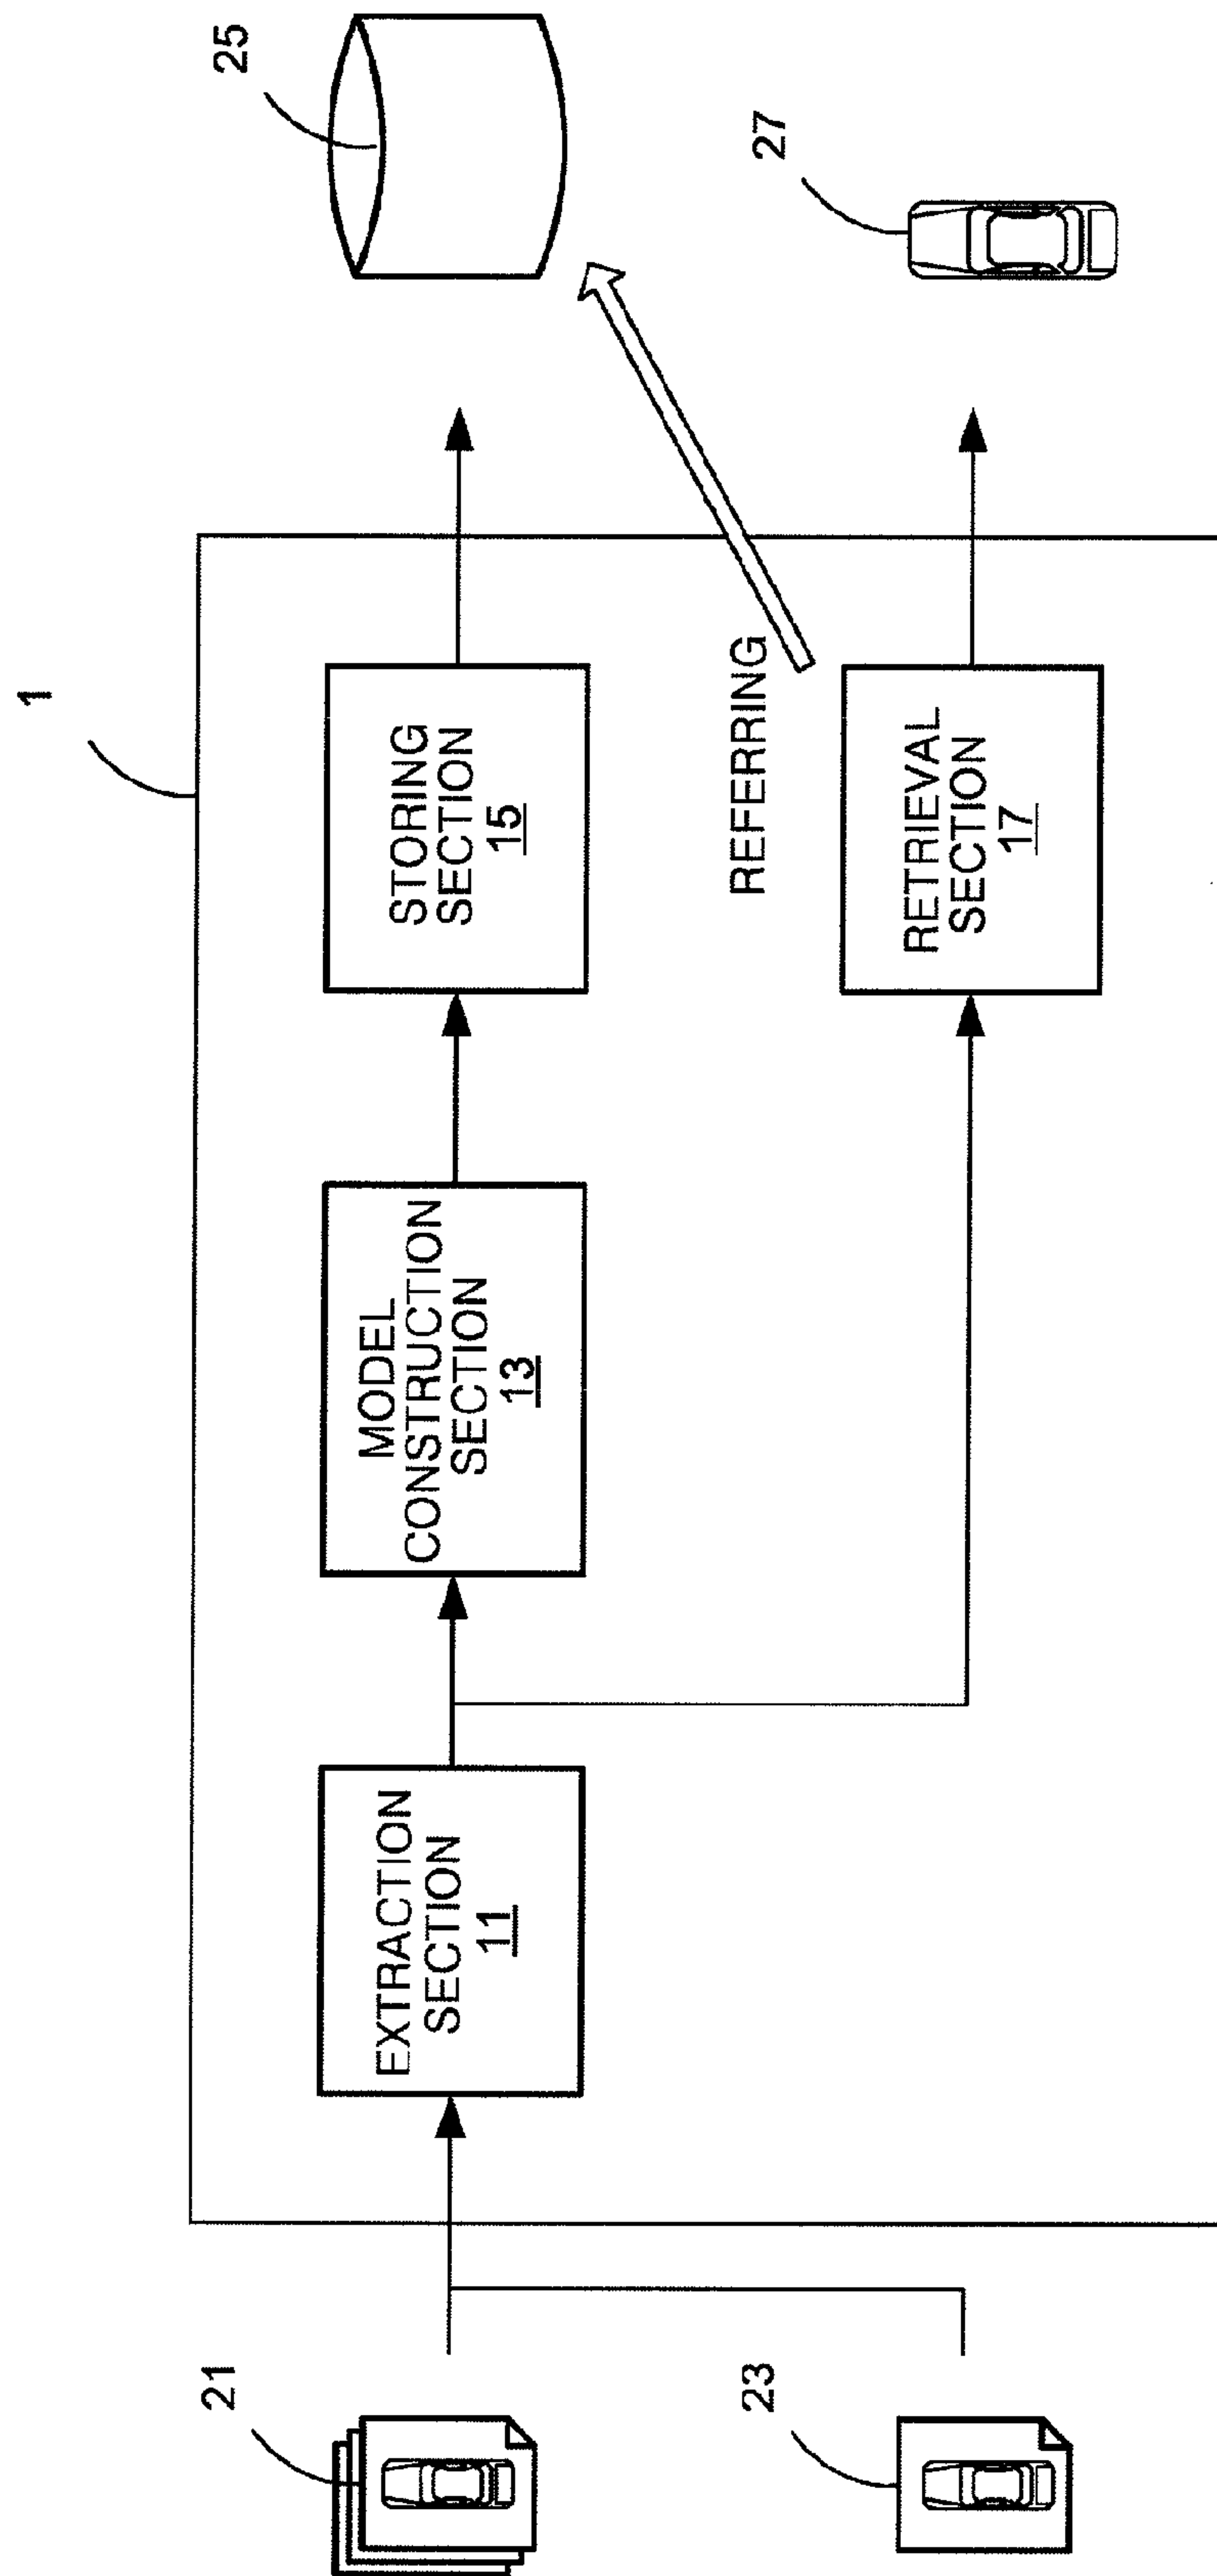 1
21
23
EXTRACTION
SECTION
11
MODEL
CONSTRUCTION
SECTION
13
STORING
SECTION
15
REFERRING
RETRIEVAL
SECTION
17
25
27